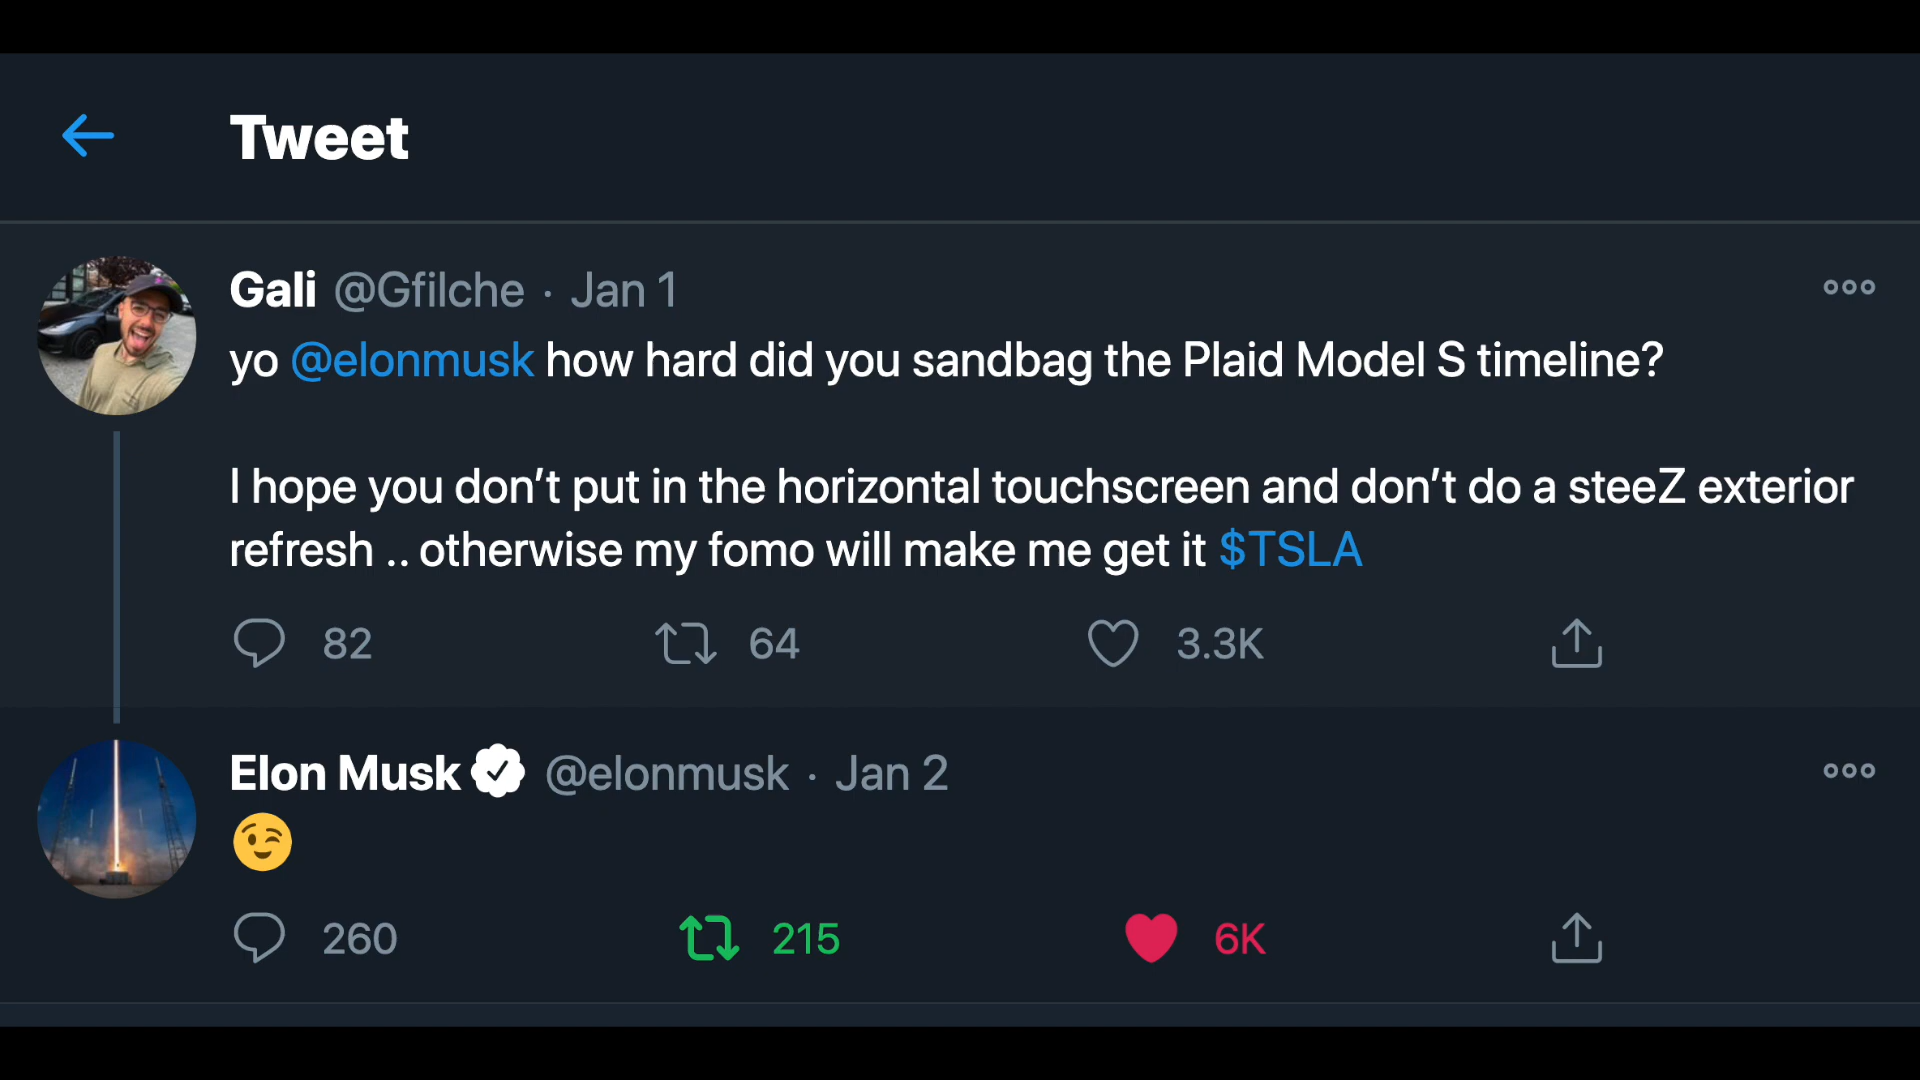 Tweet
Gali @Gfilche · Jan 1
yo @elonmusk how hard did you sandbag the Plaid Model S timeline?
I hope you don’t put in the horizontal touchscreen and don’t do a steeZ exterior
refresh .. otherwise my fomo will make me get it $TSLA
82 64 3.3K
Elon Musk @elonmusk · Jan 2
😉
260 215 6K